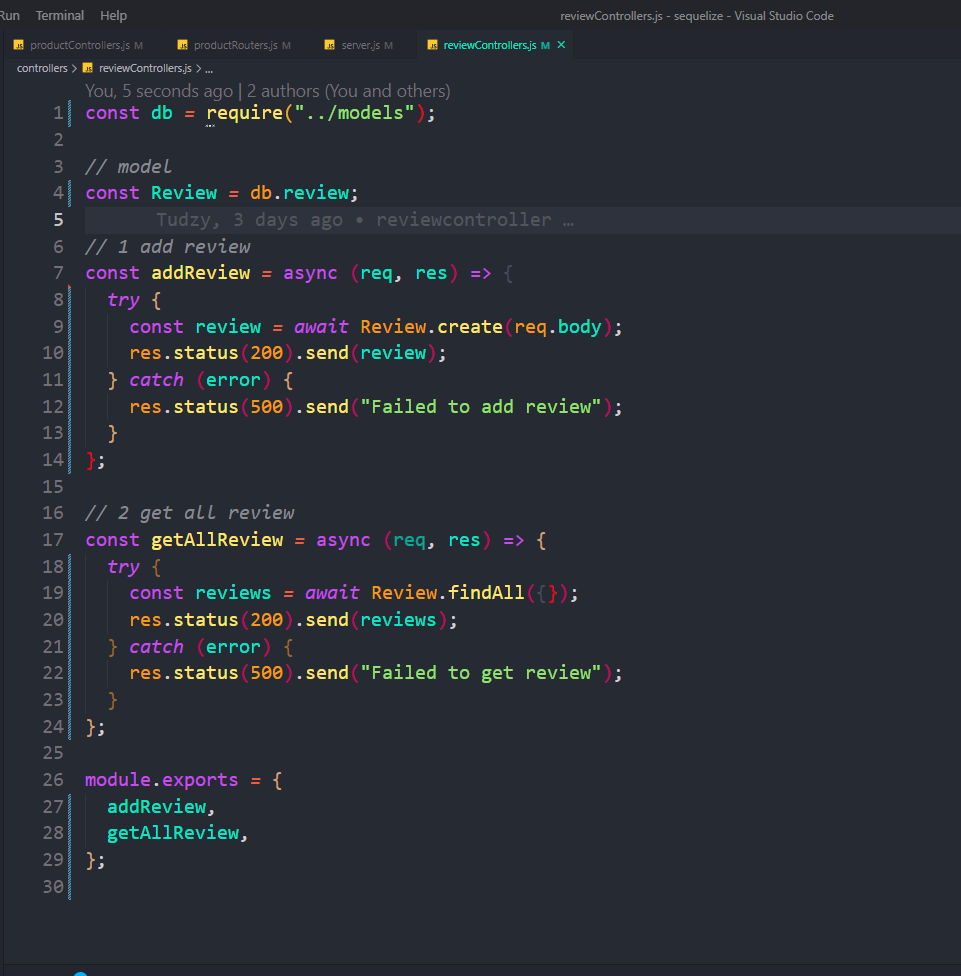 Run Terminal Help reviewControllers.js - sequelize - Visual Studio Code
JS productControllers.js M JS productRouters.js M JS server.js M JS reviewControllers.js M ×
controllers > JS reviewControllers.js > ...
You, 5 seconds ago | 2 authors (You and others)
1 const db = require("../models");
2
3 // model
4 const Review = db.review;
5 Tudzy, 3 days ago • reviewcontroller …
6 // 1 add review
7 const addReview = async (req, res) => {
8 try {
9 const review = await Review.create(req.body);
10 res.status(200).send(review);
11 } catch (error) {
12 res.status(500).send("Failed to add review");
13 }
14 };
15
16 // 2 get all review
17 const getAllReview = async (req, res) => {
18 try {
19 const reviews = await Review.findAll({});
20 res.status(200).send(reviews);
21 } catch (error) {
22 res.status(500).send("Failed to get review");
23 }
24 };
25
26 module.exports = {
27 addReview,
28 getAllReview,
29 };
30